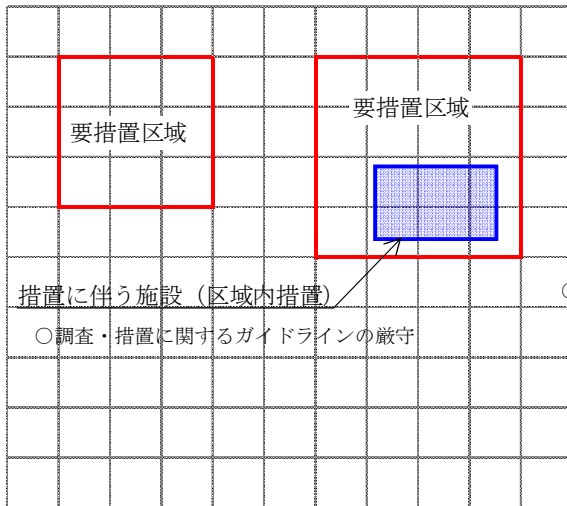 要措置区域
要措置区域
措置に伴う施設（区域内措置）
○
○調査・措置に関するガイドラインの厳守